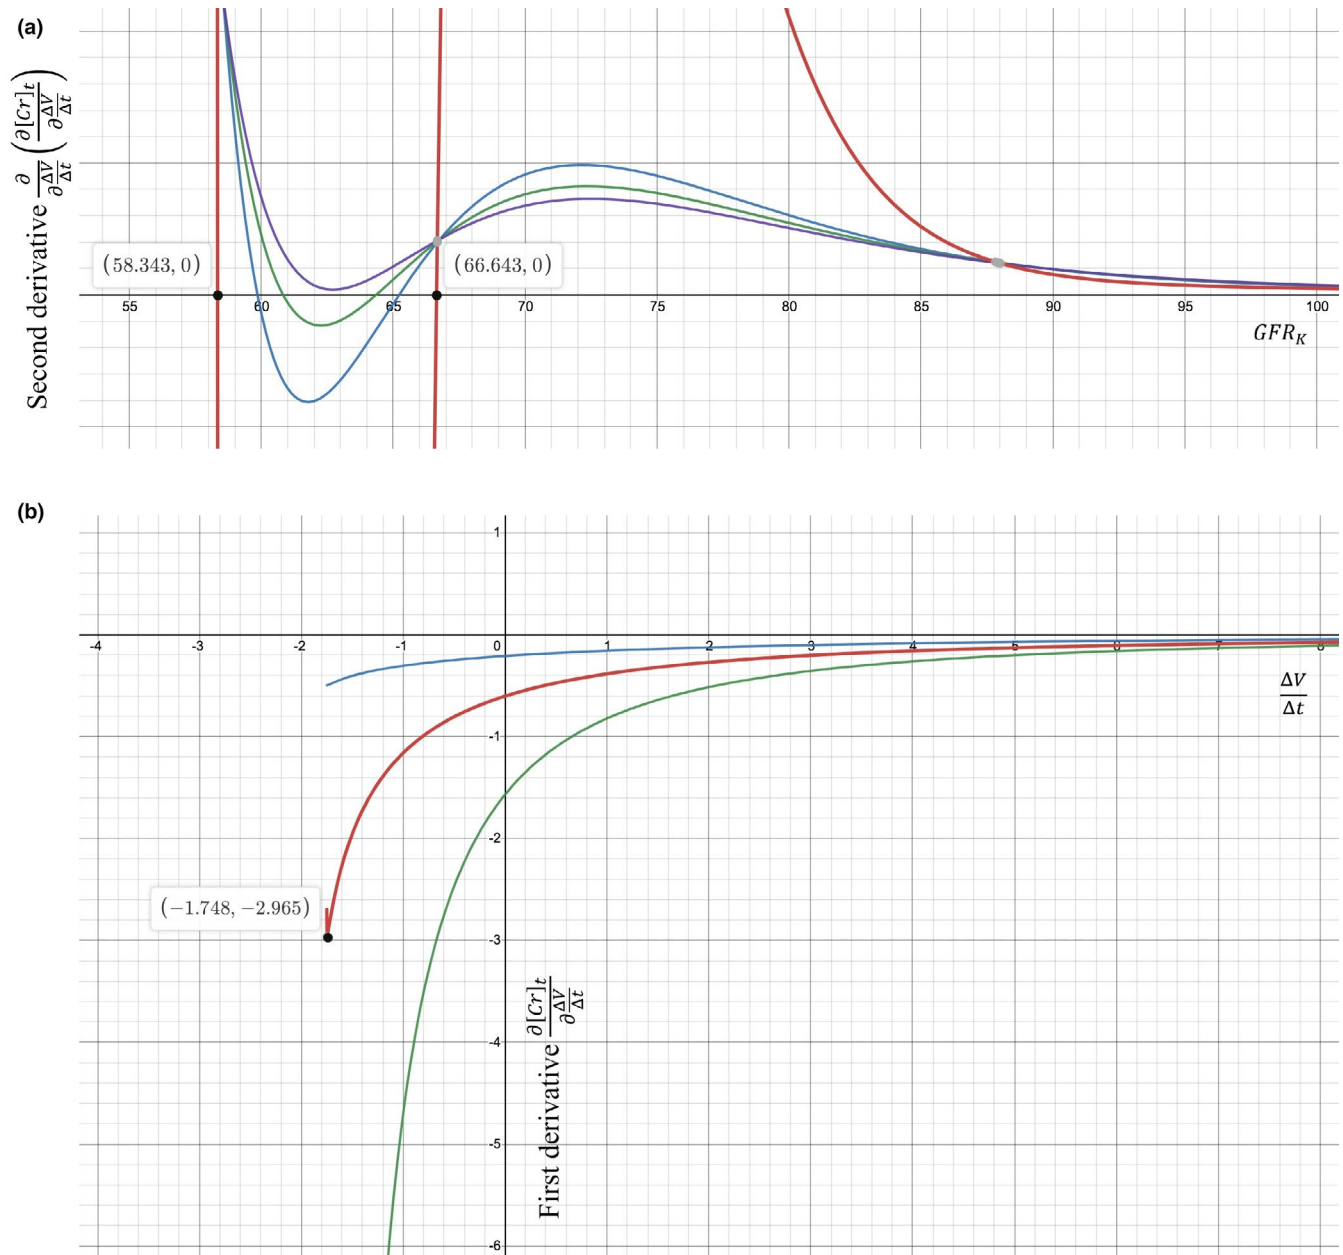 (a)
Second derivative ∂/∂ΔV/Δt (∂[Cr]t/∂ΔV/Δt)
(58.343, 0)
(66.643, 0)
55 60 65 70 75 80 85 90 95 100
GFR_K
(b)
1
-4 -3 -2 -1 0 1 2 3 4 5 6 7 8
ΔV
Δt
-1
-2
(−1.748, −2.965)
-3
-4
-5
-6
First derivative ∂[Cr]t/∂ΔV/Δt